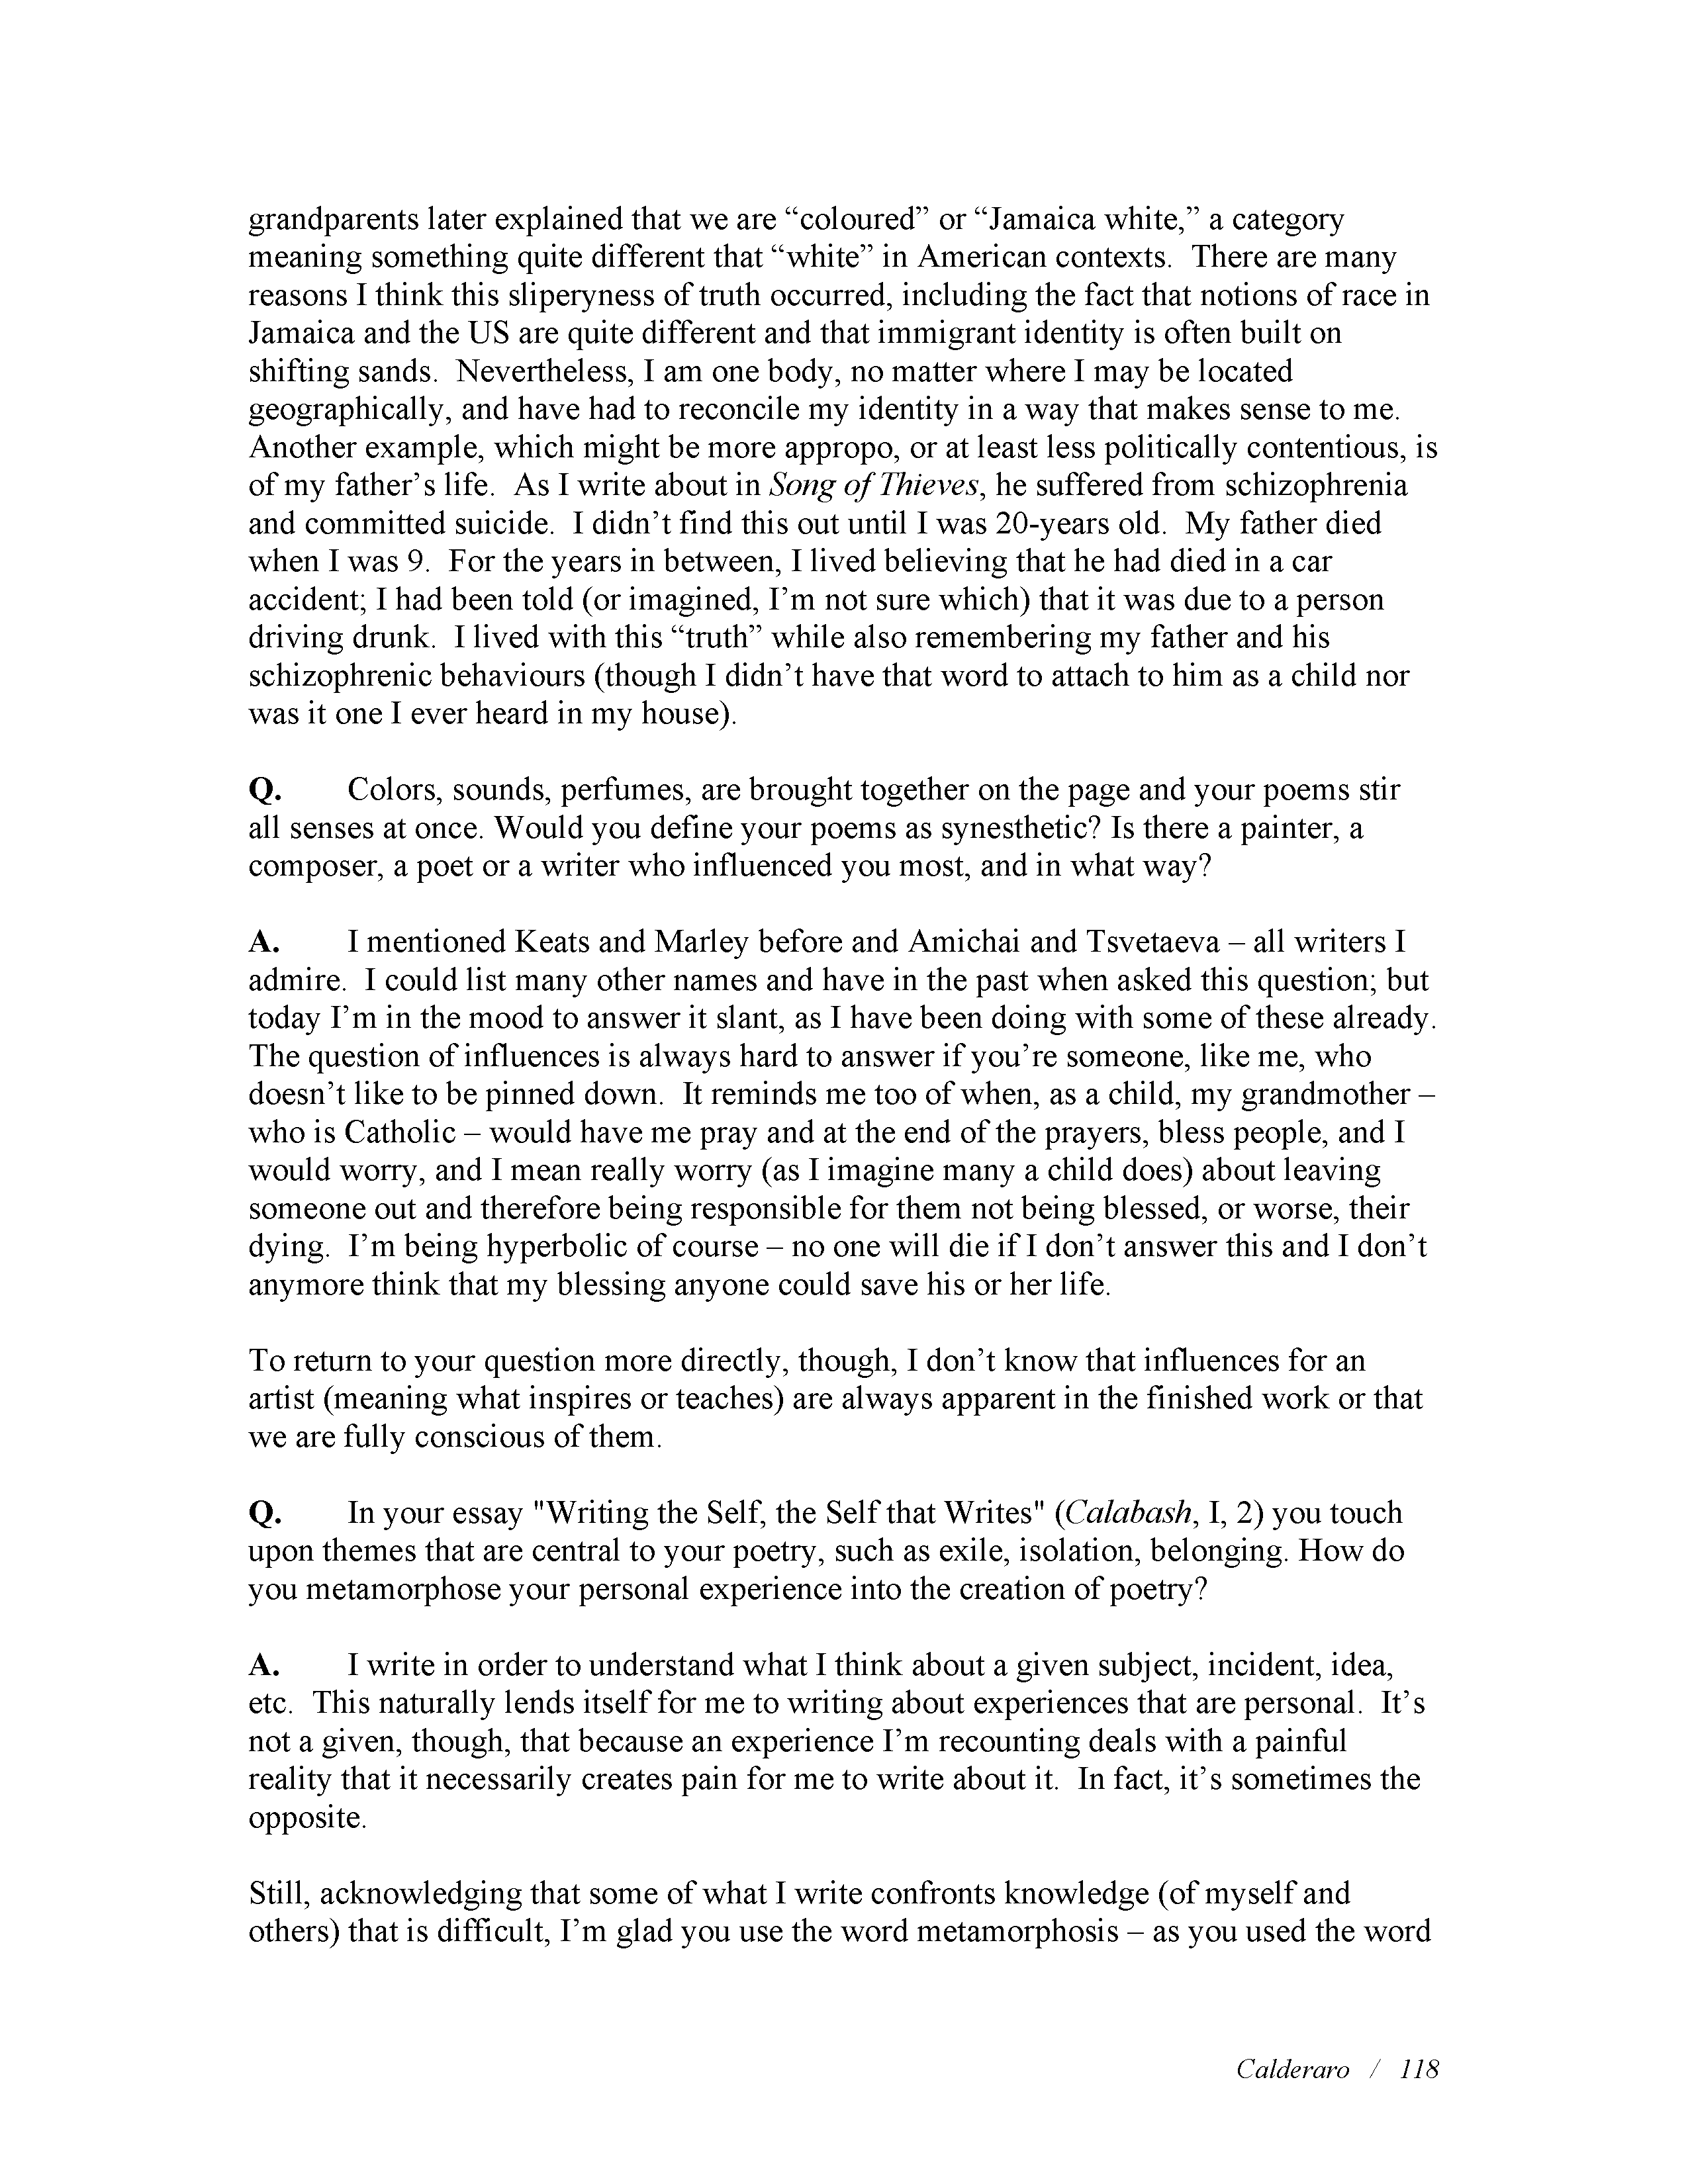 grandparents later explained that we are “coloured” or “Jamaica white,” a category
meaning something quite different that “white” in American contexts.  There are many
reasons I think this sliperyness of truth occurred, including the fact that notions of race in
Jamaica and the US are quite different and that immigrant identity is often built on
shifting sands.  Nevertheless, I am one body, no matter where I may be located
geographically, and have had to reconcile my identity in a way that makes sense to me.
Another example, which might be more appropo, or at least less politically contentious, is
of my father’s life.  As I write about in Song of Thieves, he suffered from schizophrenia
and committed suicide.  I didn’t find this out until I was 20-years old.  My father died
when I was 9.  For the years in between, I lived believing that he had died in a car
accident; I had been told (or imagined, I’m not sure which) that it was due to a person
driving drunk.  I lived with this “truth” while also remembering my father and his
schizophrenic behaviours (though I didn’t have that word to attach to him as a child nor
was it one I ever heard in my house).
Q. Colors, sounds, perfumes, are brought together on the page and your poems stir
all senses at once. Would you define your poems as synesthetic? Is there a painter, a
composer, a poet or a writer who influenced you most, and in what way?
A. I mentioned Keats and Marley before and Amichai and Tsvetaeva – all writers I
admire.  I could list many other names and have in the past when asked this question; but
today I’m in the mood to answer it slant, as I have been doing with some of these already.
The question of influences is always hard to answer if you’re someone, like me, who
doesn’t like to be pinned down.  It reminds me too of when, as a child, my grandmother –
who is Catholic – would have me pray and at the end of the prayers, bless people, and I
would worry, and I mean really worry (as I imagine many a child does) about leaving
someone out and therefore being responsible for them not being blessed, or worse, their
dying.  I’m being hyperbolic of course – no one will die if I don’t answer this and I don’t
anymore think that my blessing anyone could save his or her life.
To return to your question more directly, though, I don’t know that influences for an
artist (meaning what inspires or teaches) are always apparent in the finished work or that
we are fully conscious of them.
Q. In your essay "Writing the Self, the Self that Writes" (Calabash, I, 2) you touch
upon themes that are central to your poetry, such as exile, isolation, belonging. How do
you metamorphose your personal experience into the creation of poetry?
A. I write in order to understand what I think about a given subject, incident, idea,
etc.  This naturally lends itself for me to writing about experiences that are personal.  It’s
not a given, though, that because an experience I’m recounting deals with a painful
reality that it necessarily creates pain for me to write about it.  In fact, it’s sometimes the
opposite.
Still, acknowledging that some of what I write confronts knowledge (of myself and
others) that is difficult, I’m glad you use the word metamorphosis – as you used the word
Calderaro / 118